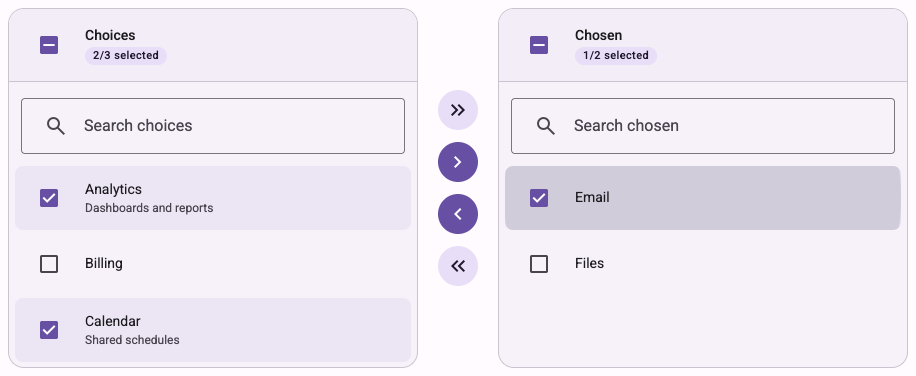 Choices
2/3 selected
Search choices
Analytics
Dashboards and reports
Billing
Calendar
Shared schedules
Chosen
1/2 selected
Search chosen
Email
Files